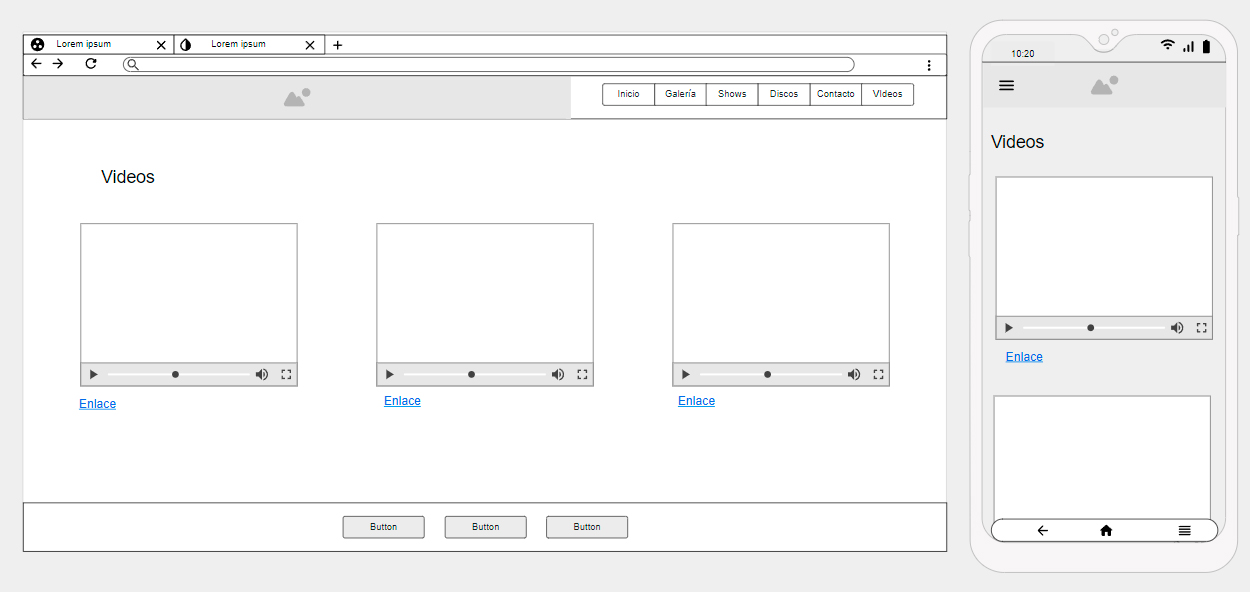 Lorem ipsum
Lorem ipsum
Inicio
Galería
Shows
Discos
Contacto
VIdeos
Videos
Enlace
Enlace
Enlace
Button
Button
Button
10:20
Videos
Enlace